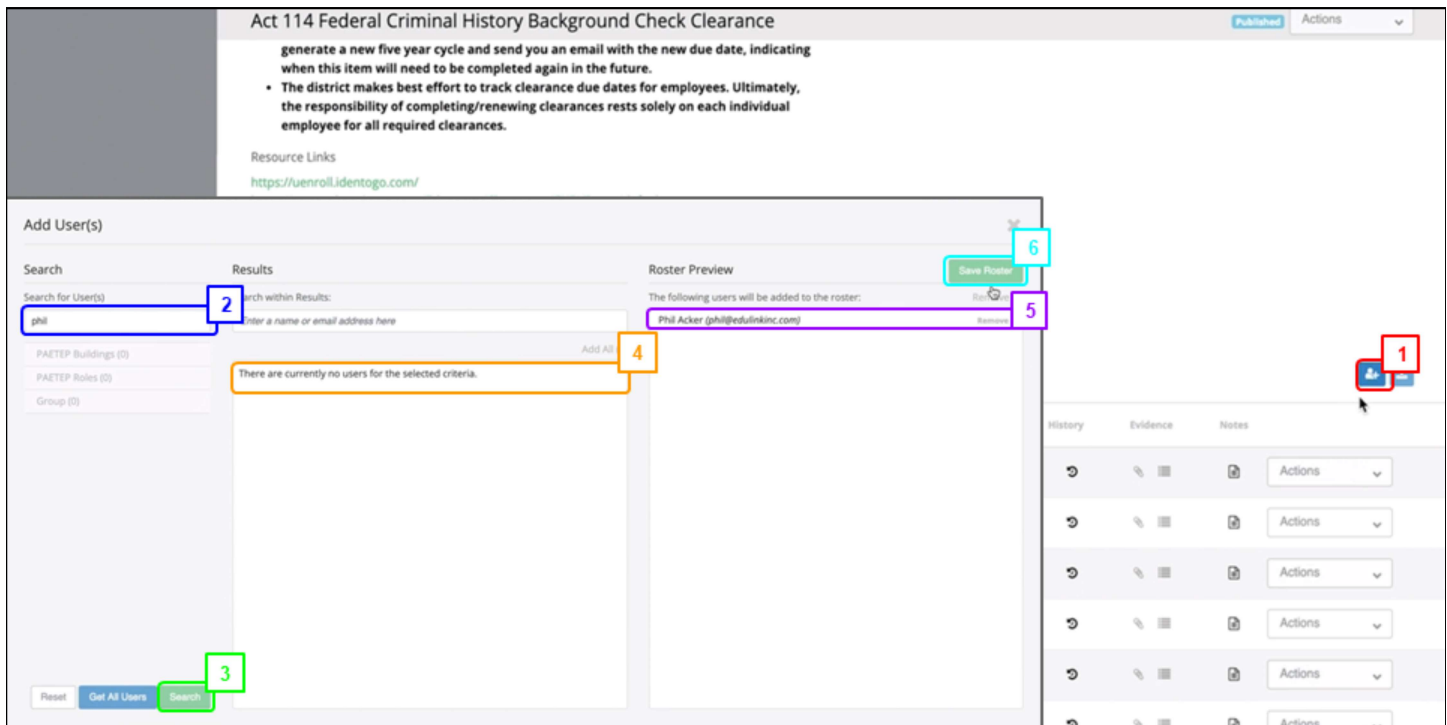 Act 114 Federal Criminal History Background Check Clearance
Published
Actions
generate a new five year cycle and send you an email with the new due date, indicating
when this item will need to be completed again in the future.
• The district makes best effort to track clearance due dates for employees. Ultimately,
the responsibility of completing/renewing clearances rests solely on each individual
employee for all required clearances.
Resource Links
https://uenroll.identogo.com/
Add User(s)
6
Search
Results
Roster Preview
Save Roster
Search for User(s)
2
within Results:
The following users will be added to the roster:
5
phil
Enter a name or email address here
Phil Acker (phil@edulinkinc.com)
Remove
PAETEP Buildings (0)
Add All
4
PAETEP Roles (0)
There are currently no users for the selected criteria.
Group (0)
1
History
Evidence
Notes
Actions
Actions
Actions
Actions
Actions
Actions
3
Reset
Get All Users
Search